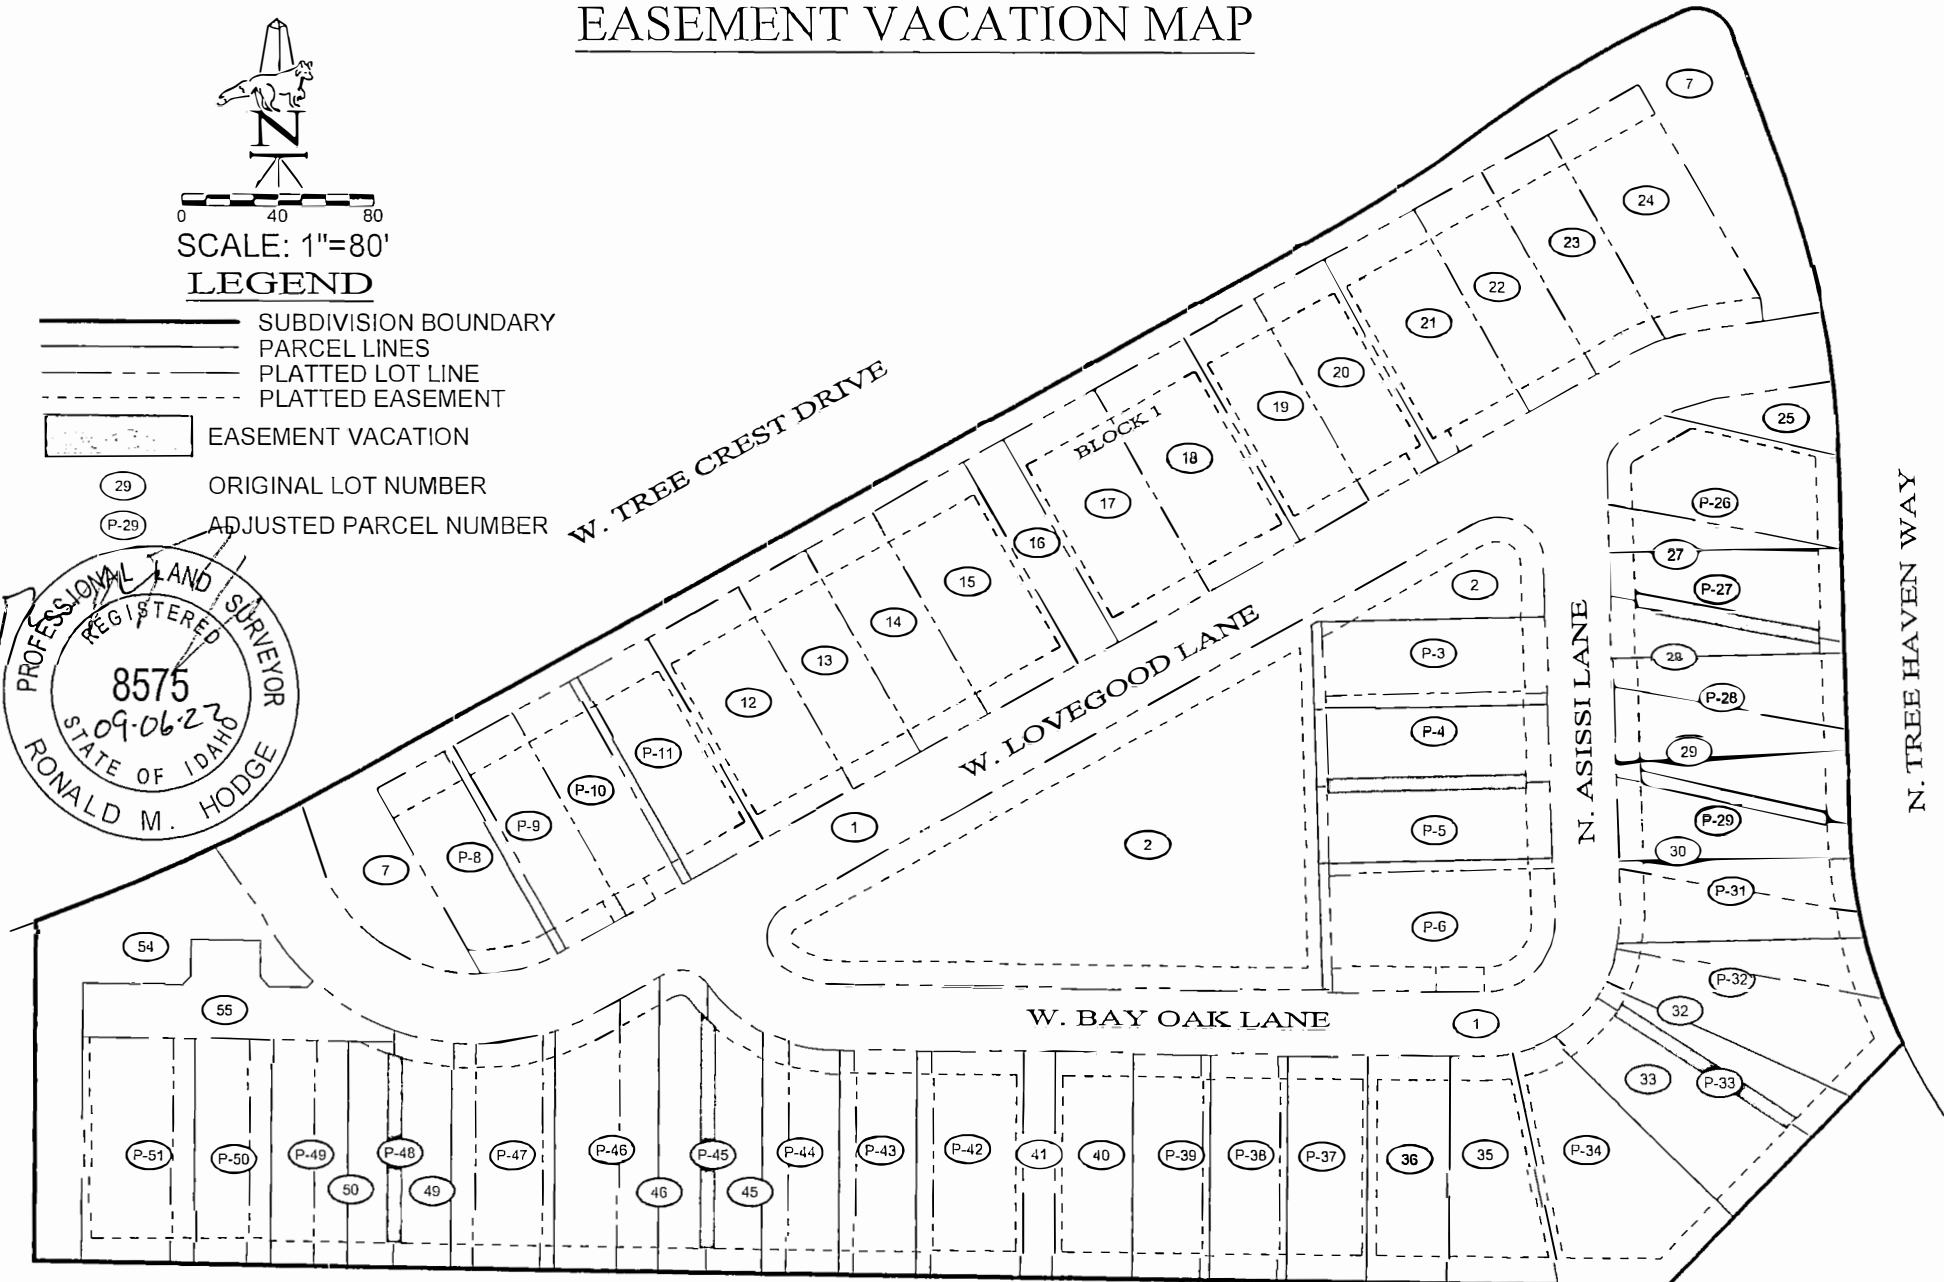 EASEMENT VACATION MAP
N
0 40 80
SCALE: 1"=80'
LEGEND
SUBDIVISION BOUNDARY
PARCEL LINES
PLATTED LOT LINE
PLATTED EASEMENT
EASEMENT VACATION
29 ORIGINAL LOT NUMBER
P-29 ADJUSTED PARCEL NUMBER
PROFESSIONAL LAND SURVEYOR
REGISTERED
8575
09-06-22
STATE OF IDAHO
RONALD M. HODGE
W. TREE CREST DRIVE
BLOCK 1
W. LOVEGOOD LANE
N. ASISSI LANE
N. TREE HAVEN WAY
W. BAY OAK LANE
7
24
23
22
21
20
19
18
17
16
15
14
13
12
P-11
P-10
P-9
P-8
7
1
2
2
P-3
P-4
P-5
P-6
1
25
P-26
27
P-27
28
P-28
29
P-29
30
P-31
P-32
32
33
P-33
P-34
54
55
P-51
P-50
P-49
50
P-48
49
P-47
P-46
46
P-45
45
P-44
P-43
P-42
41
40
P-39
P-38
P-37
36
35